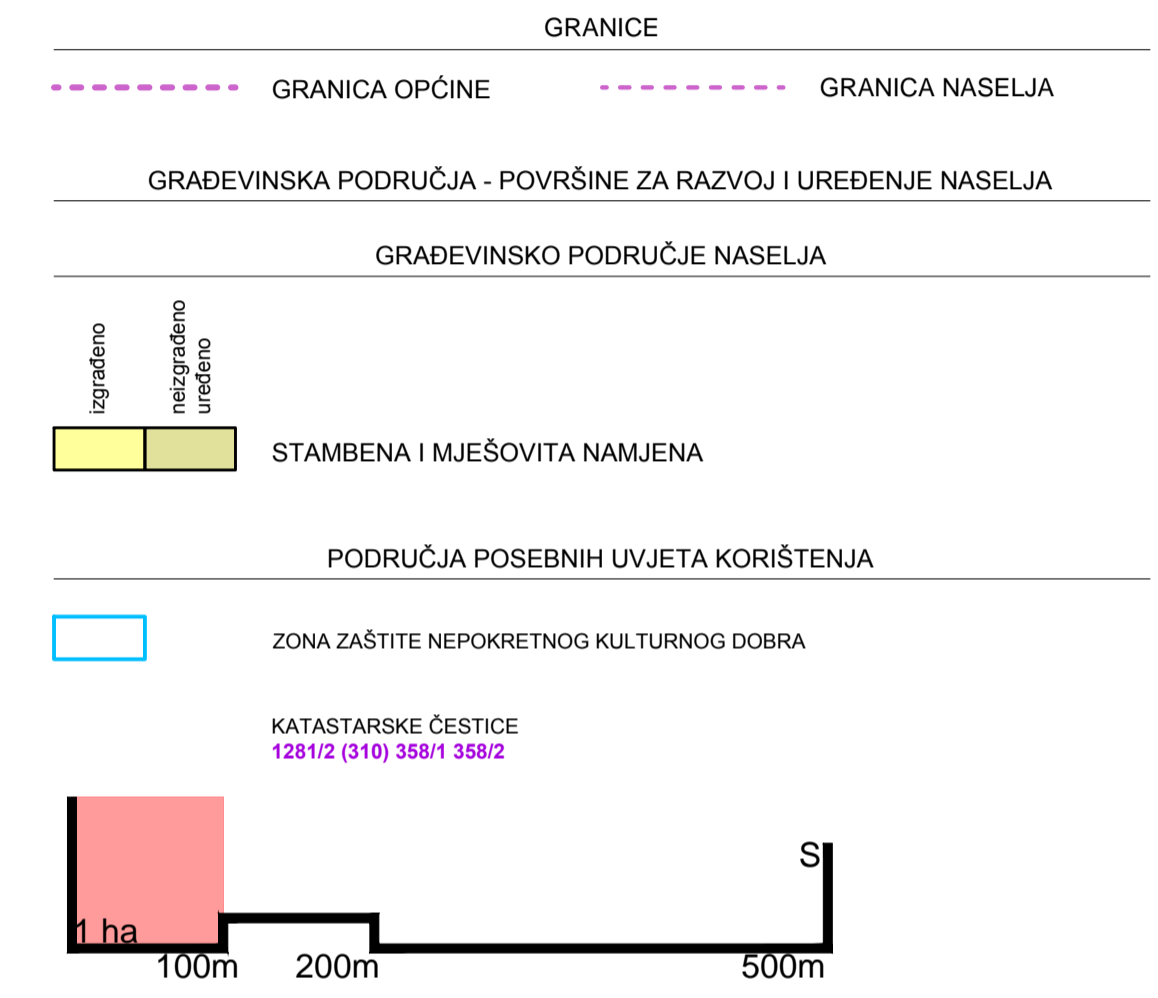 GRANICE
GRANICA OPĆINE
GRANICA NASELJA
GRAĐEVINSKA PODRUČJA - POVRŠINE ZA RAZVOJ I UREĐENJE NASELJA
GRAĐEVINSKO PODRUČJE NASELJA
izgrađeno
neizgrađeno
uređeno
STAMBENA I MJEŠOVITA NAMJENA
PODRUČJA POSEBNIH UVJETA KORIŠTENJA
ZONA ZAŠTITE NEPOKRETNOG KULTURNOG DOBRA
KATASTARSKE ČESTICE
1281/2 (310) 358/1 358/2
S
1 ha
100m
200m
500m